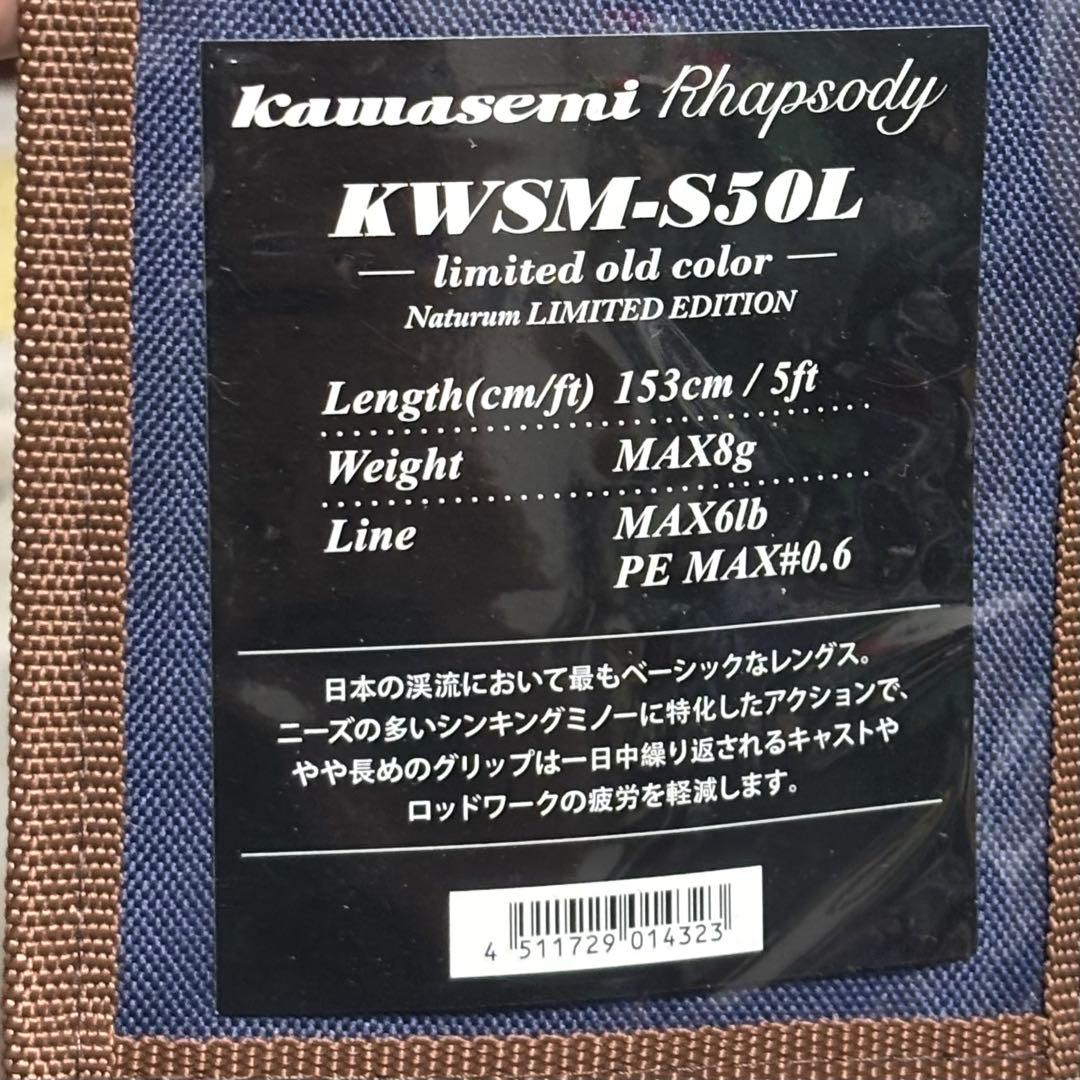 Kawasemi Rhapsody
KWSM-S50L
— limited old color —
Naturum LIMITED EDITION
Length(cm/ft) 153cm / 5ft
Weight MAX8g
Line MAX6lb
PE MAX#0.6
日本の渓流において最もベーシックなレングス。
ニーズの多いシンキングミノーに特化したアクションで、
やや長めのグリップは一日中繰り返されるキャストや
ロッドワークの疲労を軽減します。
4 511729 014323